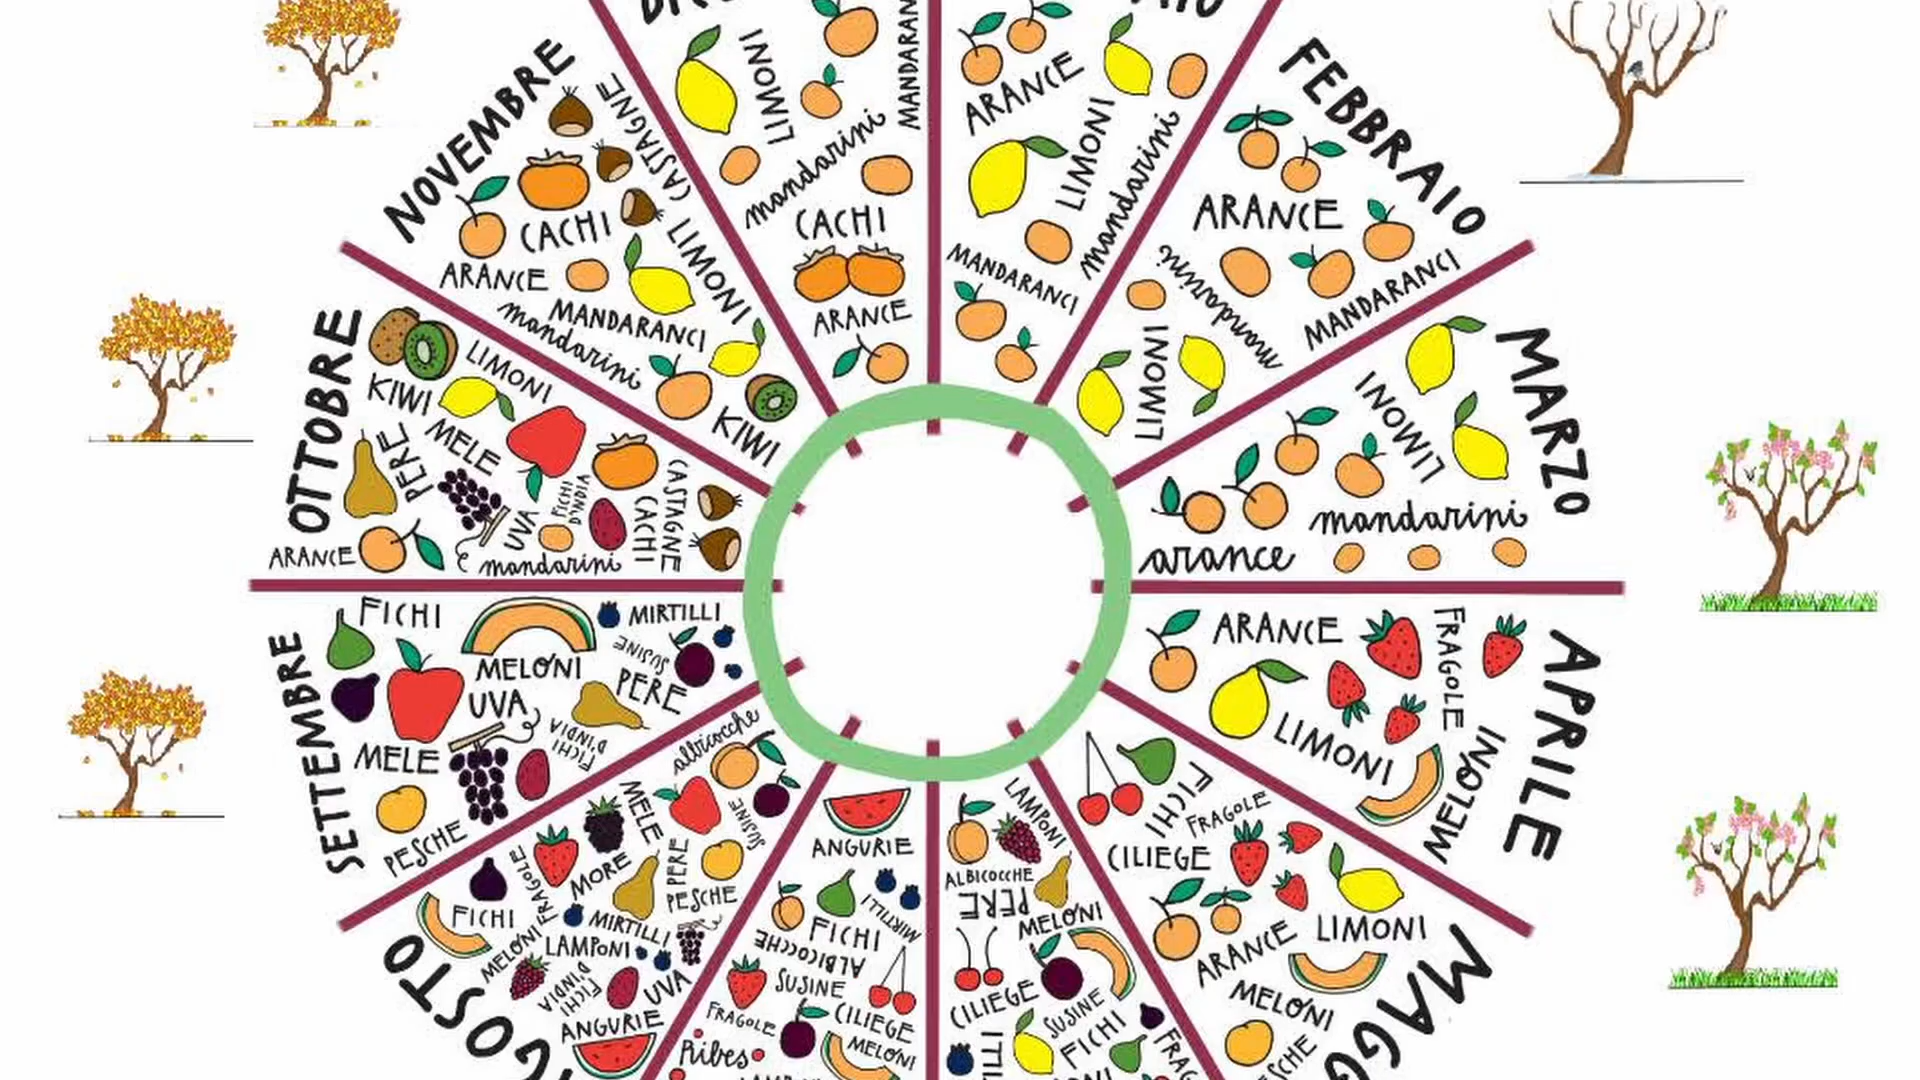 MANDARANCI
LIMONI
mandarini
CACHI
ARANCE
ARANCE
LIMONI
mandarini
MANDARANCI
FEBBRAIO
ARANCE
MANDARANCI
mandarini
LIMONI
MARZO
LIMONI
mandarini
arance
APRILE
ARANCE
FRAGOLE
LIMONI
MELONI
FICHI
FRAGOLE
CILIEGE
LIMONI
ARANCE
MELONI
LAMPONI
ALBICOCCHE
PERE
MELONI
CILIEGE
SUSINE
FICHI
ANGURIE
MIRTILLI
FICHI
ALBICOCCHE
SUSINE
CILIEGE
FRAGOLE
MELONI
Ribes
albicocche
MELE
SUSINE
FRAGOLE
MORE
PERE
PESCHE
FICHI
MIRTILLI
MELONI
LAMPONI
FICHI
D'INDIA
UVA
ANGURIE
SETTEMBRE
FICHI
MIRTILLI
MELONI
SUSINE
PERE
UVA
FICHI
D'INDIA
MELE
PESCHE
OTTOBRE
LIMONI
KIWI
MELE
PERE
UVA
FICHI
D'INDIA
CASTAGNE
CACHI
ARANCE
mandarini
NOVEMBRE
CASTAGNE
CACHI
LIMONI
ARANCE
MANDARANCI
mandarini
KIWI